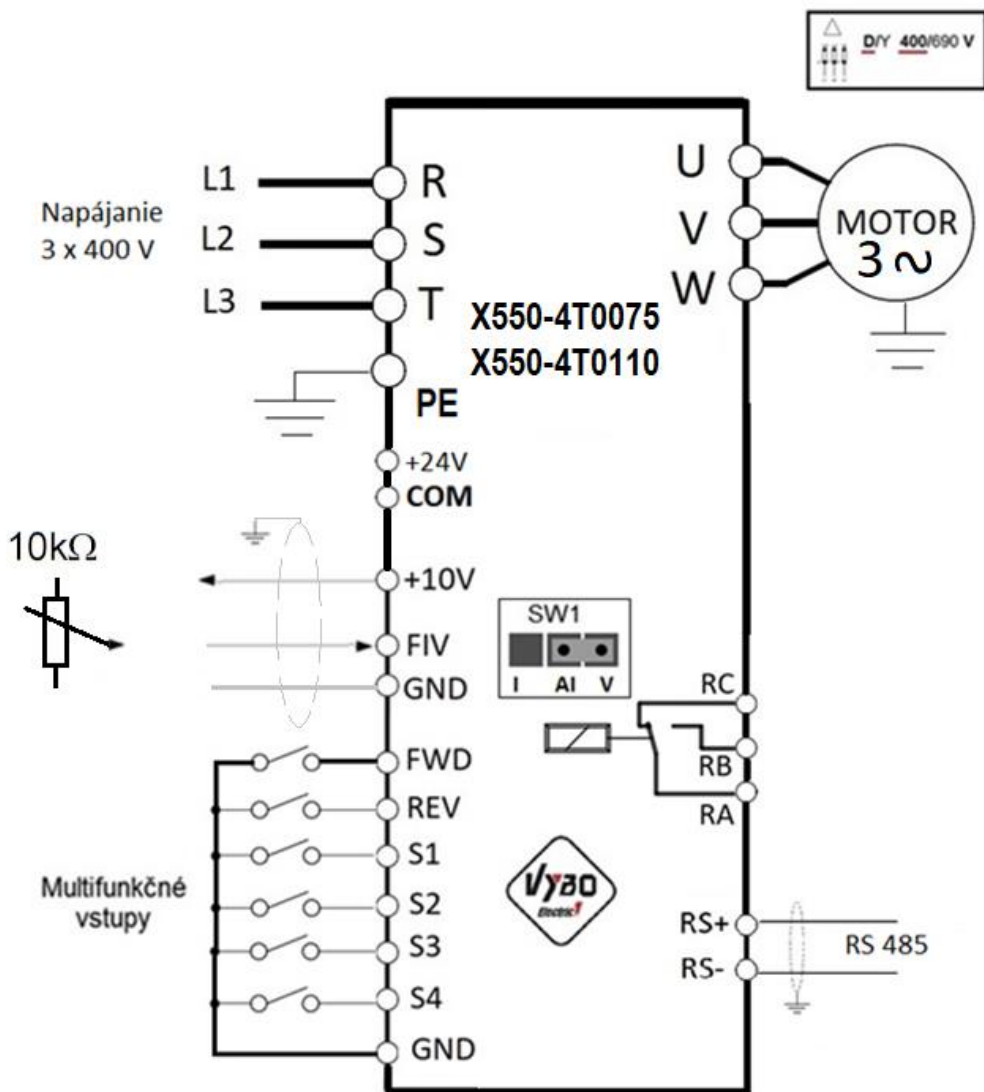 D/Y 400/690 V
L1
R
U
Napájanie
3 x 400 V
L2
S
V
MOTOR
3 ~
L3
T
W
X550-4T0075
X550-4T0110
PE
+24V
COM
10kΩ
+10V
FIV
GND
SW1
I AI V
RC
RB
RA
FWD
REV
S1
Multifunkčné
vstupy
S2
S3
S4
GND
VYBO
Electric
RS+
RS-
RS 485